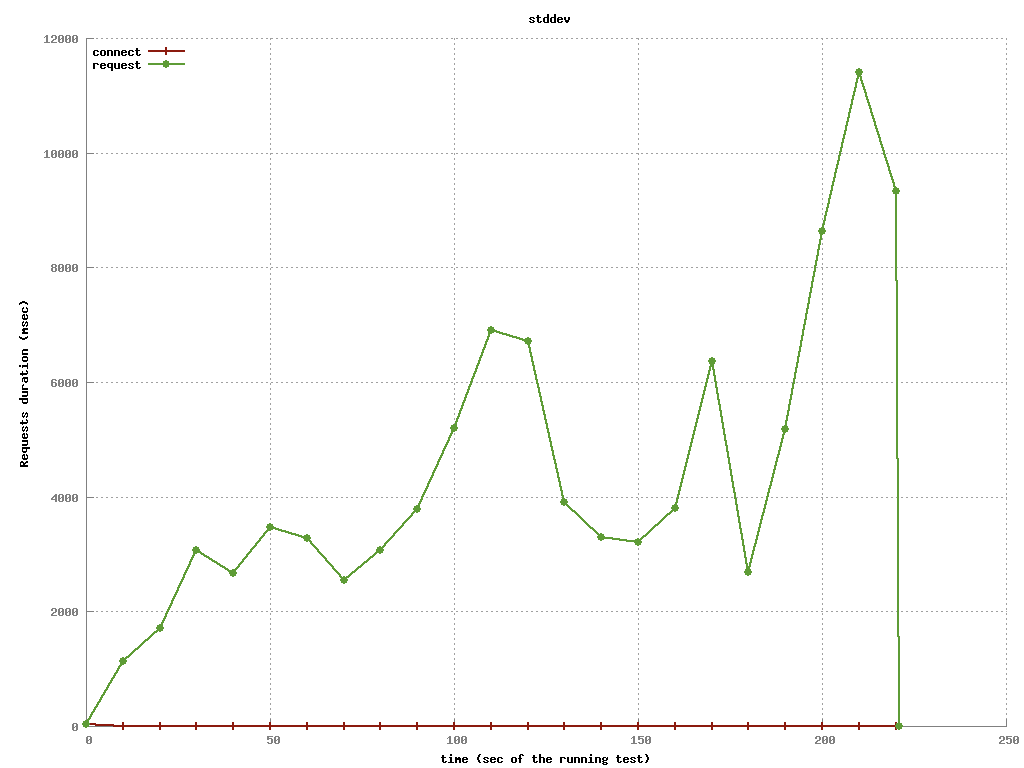 stddev
12000
connect
request
10000
8000
6000
4000
2000
0
Requests duration (msec)
0 50 100 150 200 250
time (sec of the running test)